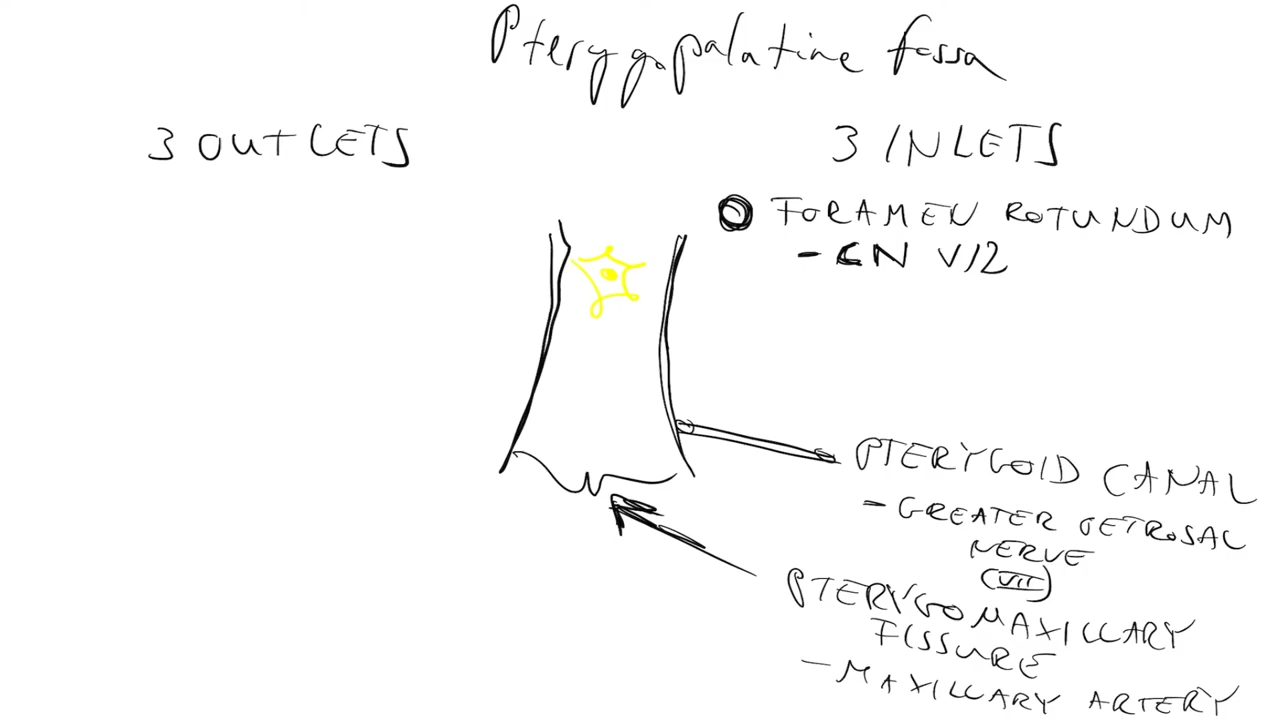 Pterygopalatine fossa
3 OUTLETS
3 INLETS
FORAMEN ROTUNDUM
- CN V/2
PTERYGOID CANAL
- GREATER PETROSAL
NERVE
(VII)
PTERYGOMAXILLARY
FISSURE
- MAXILLARY ARTERY